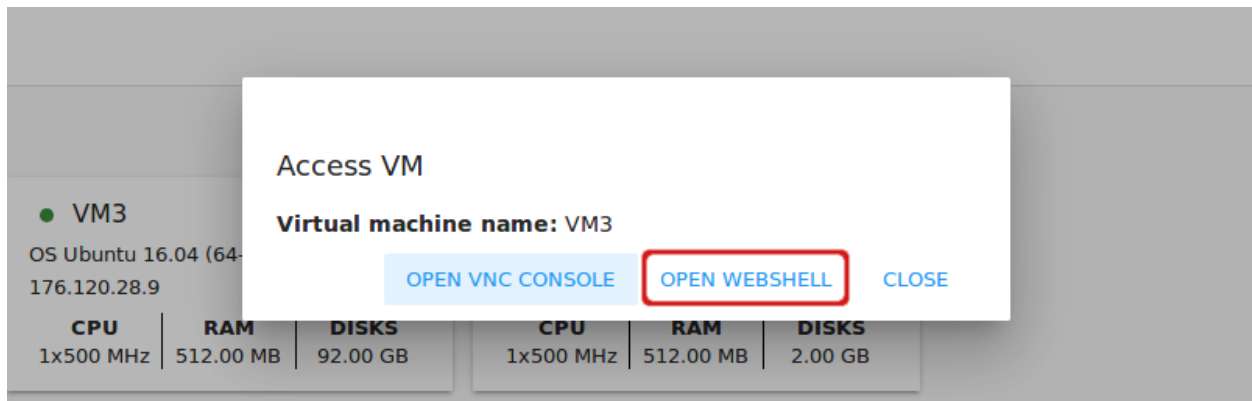 Access VM
Virtual machine name: VM3
OPEN VNC CONSOLE OPEN WEBSHELL CLOSE
VM3
OS Ubuntu 16.04 (64-
176.120.28.9
CPU RAM DISKS
1x500 MHz 512.00 MB 92.00 GB
CPU RAM DISKS
1x500 MHz 512.00 MB 2.00 GB